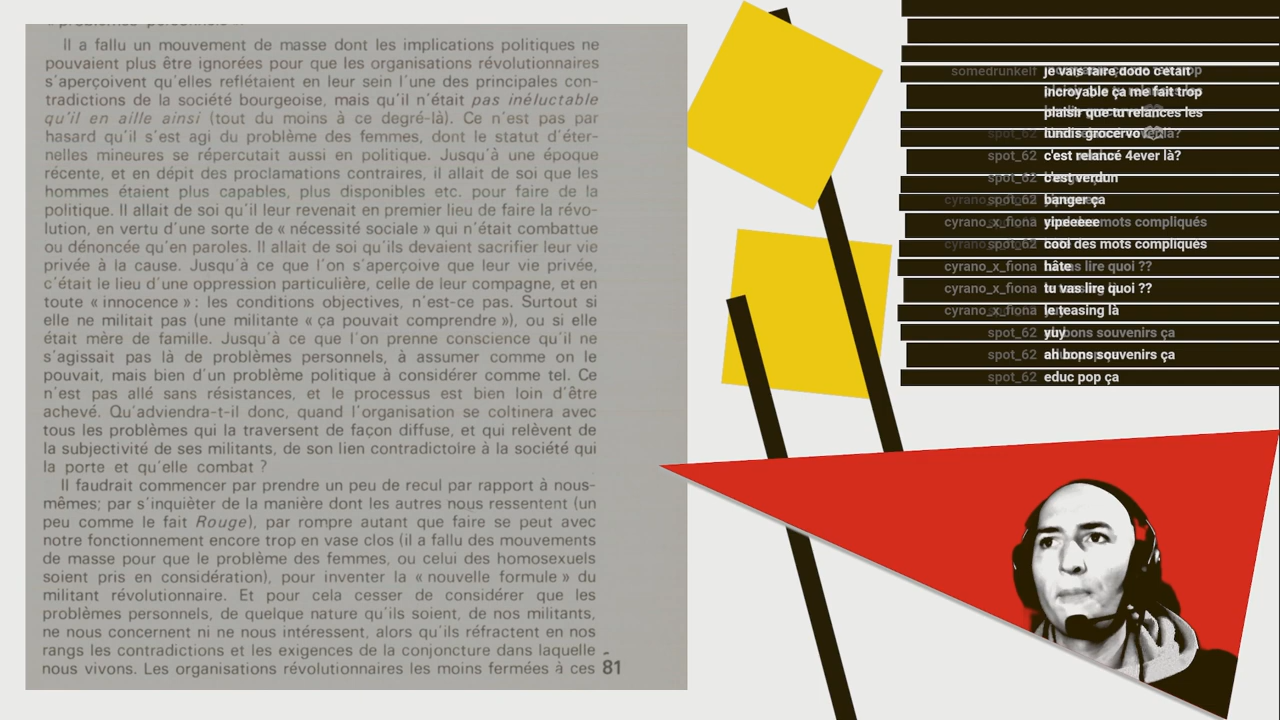 Il a fallu un mouvement de masse dont les implications politiques ne
pouvaient plus être ignorées pour que les organisations révolutionnaires
s'aperçoivent qu'elles reflétaient en leur sein l'une des principales con-
tradictions de la société bourgeoise, mais qu'il n'était pas inéluctable
qu'il en aille ainsi (tout du moins à ce degré-là). Ce n'est pas par
hasard qu'il s'est agi du problème des femmes, dont le statut d'éter-
nelles mineures se répercutait aussi en politique. Jusqu'à une époque
récente, et en dépit des proclamations contraires, il allait de soi que les
hommes étaient plus capables, plus doués etc. pour faire de la
politique. Il allait de soi qu'il leur revenait en premier lieu de faire la révo-
lution, en vertu d'une sorte de préséance tacite qui n'était combattue
ou dénoncée qu'en paroles. Il allait de soi qu'ils devaient sacrifier leur vie
privée à la cause. Jusqu'à ce que l'on s'aperçoive que leur vie privée,
c'était le lieu d'une oppression particulière, celle de leur compagne, et en
toute « innocence » : les conditions objectives, n'est-ce pas. Surtout si
elle ne militait pas (une militante « ça pouvait comprendre »), ou si elle
était mère de famille. Jusqu'à ce que l'on prenne conscience qu'il ne
s'agissait pas là de problèmes personnels, à assumer comme on le
pouvait, mais bien d'un problème politique à considérer comme tel. Ce
n'est pas allé sans résistances, et le processus est bien loin d'être
achevé. Qu'adviendra-t-il donc, quand l'organisation se coltinera avec
tous les problèmes qui la traversent de façon diffuse, et qui relèvent de
la subjectivité de ses militants, de son lien contradictoire à la société qui
la porte et qu'elle combat ?
Il faudrait commencer par prendre un peu de recul par rapport à nous-
mêmes; par s'inquièter de la manière dont les autres nous ressentent (un
peu comme le fait Rouge), par rompre autant que faire se peut avec
notre fonctionnement encore trop en vase clos (il a fallu des mouvements
de masse pour que le problème des femmes, ou celui des homosexuels
soient pris en considération), pour inventer la « nouvelle formule » du
militant révolutionnaire. Et pour cela cesser de considérer que les
problèmes personnels, de quelque nature qu'ils soient, de nos militants,
ne nous concernent ni ne nous intéressent, alors qu'ils réfractent en nos
rangs les contradictions et les exigences de la conjoncture dans laquelle
nous vivons. Les organisations révolutionnaires les moins fermées à ces
81
je vais faire dodo c'était
incroyable ça me fait trop
plaisir que tu relances les
lundis grocervo
spot_62 c'est relancé 4ever là?
spot_62 c'est verdun
spot_62 banger ça
cyrano_x_fiona yipeeeee
spot_62 cool des mots compliqués
cyrano_x_fiona hâte
cyrano_x_fiona tu vas lire quoi ??
cyrano_x_fiona le teasing là
spot_62 yuy
spot_62 ah bons souvenirs ça
spot_62 educ pop ça